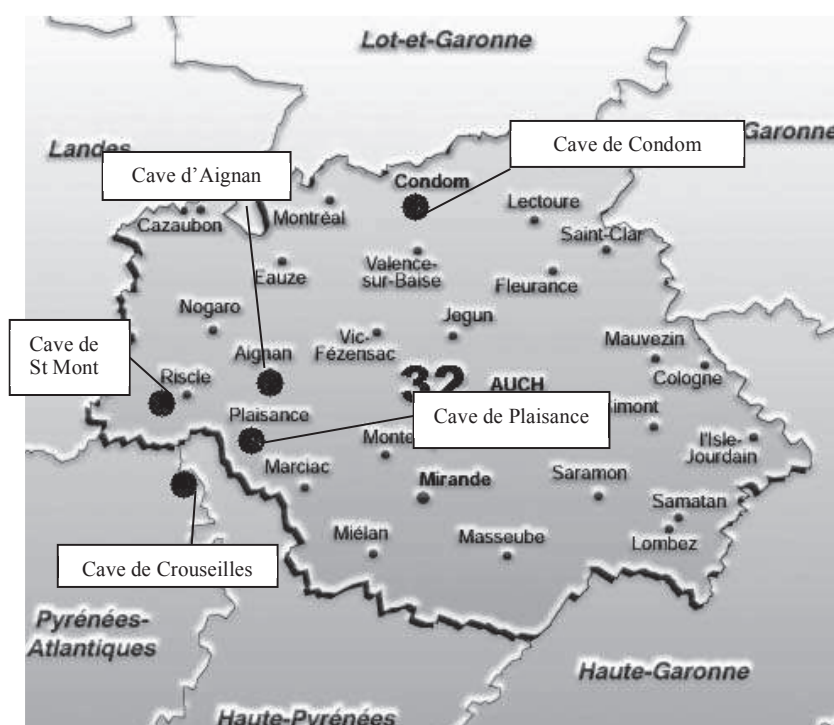 Lot-et-Garonne
Garonne
Landes
Cave de Condom
Cave d'Aignan
Condom
Cazaubon
Montréal
Lectoure
Saint-Clar
Eauze
Valence-
sur-Baïse
Fleurance
Nogaro
Jegun
Vic-
Fézensac
Mauvezin
Cave de
St Mont
Aignan
Cologne
Riscle
32
AUCH
Plaisance
Cave de Plaisance
imont
Monte
l'Isle-
Jourdain
Marciac
Mirande
Saramon
Samatan
Miélan
Masseube
Lombez
Cave de Crouseilles
Pyrénées-
Atlantiques
Haute-Garonne
Haute-Pyrénées